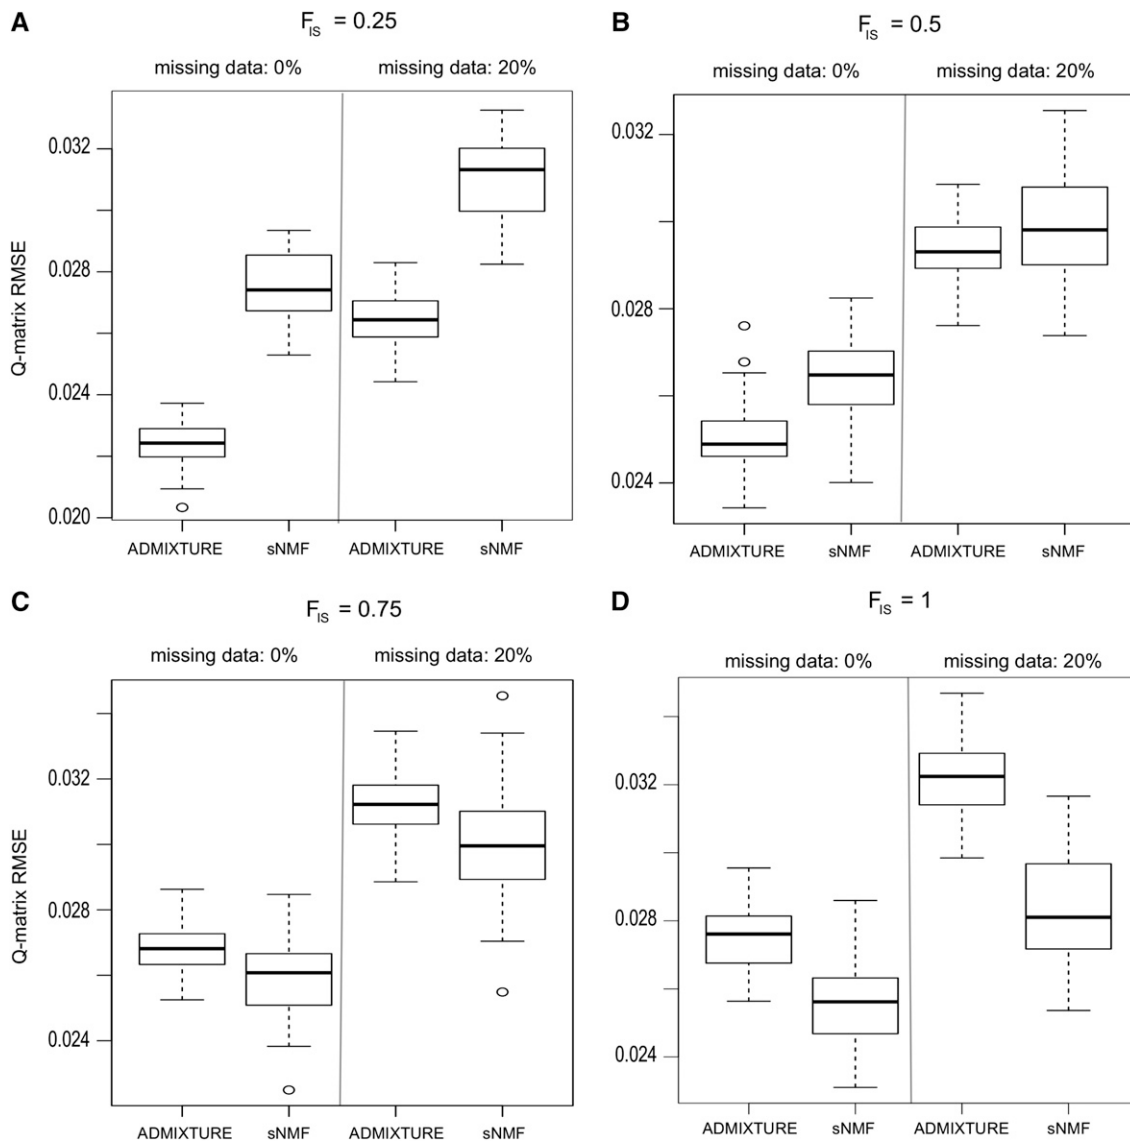 A
F_IS = 0.25
missing data: 0% missing data: 20%
Q-matrix RMSE
0.032
0.028
0.024
0.020
ADMIXTURE sNMF ADMIXTURE sNMF
B
F_IS = 0.5
missing data: 0% missing data: 20%
0.032
0.028
0.024
ADMIXTURE sNMF ADMIXTURE sNMF
C
F_IS = 0.75
missing data: 0% missing data: 20%
Q-matrix RMSE
0.032
0.028
0.024
ADMIXTURE sNMF ADMIXTURE sNMF
D
F_IS = 1
missing data: 0% missing data: 20%
0.032
0.028
0.024
ADMIXTURE sNMF ADMIXTURE sNMF